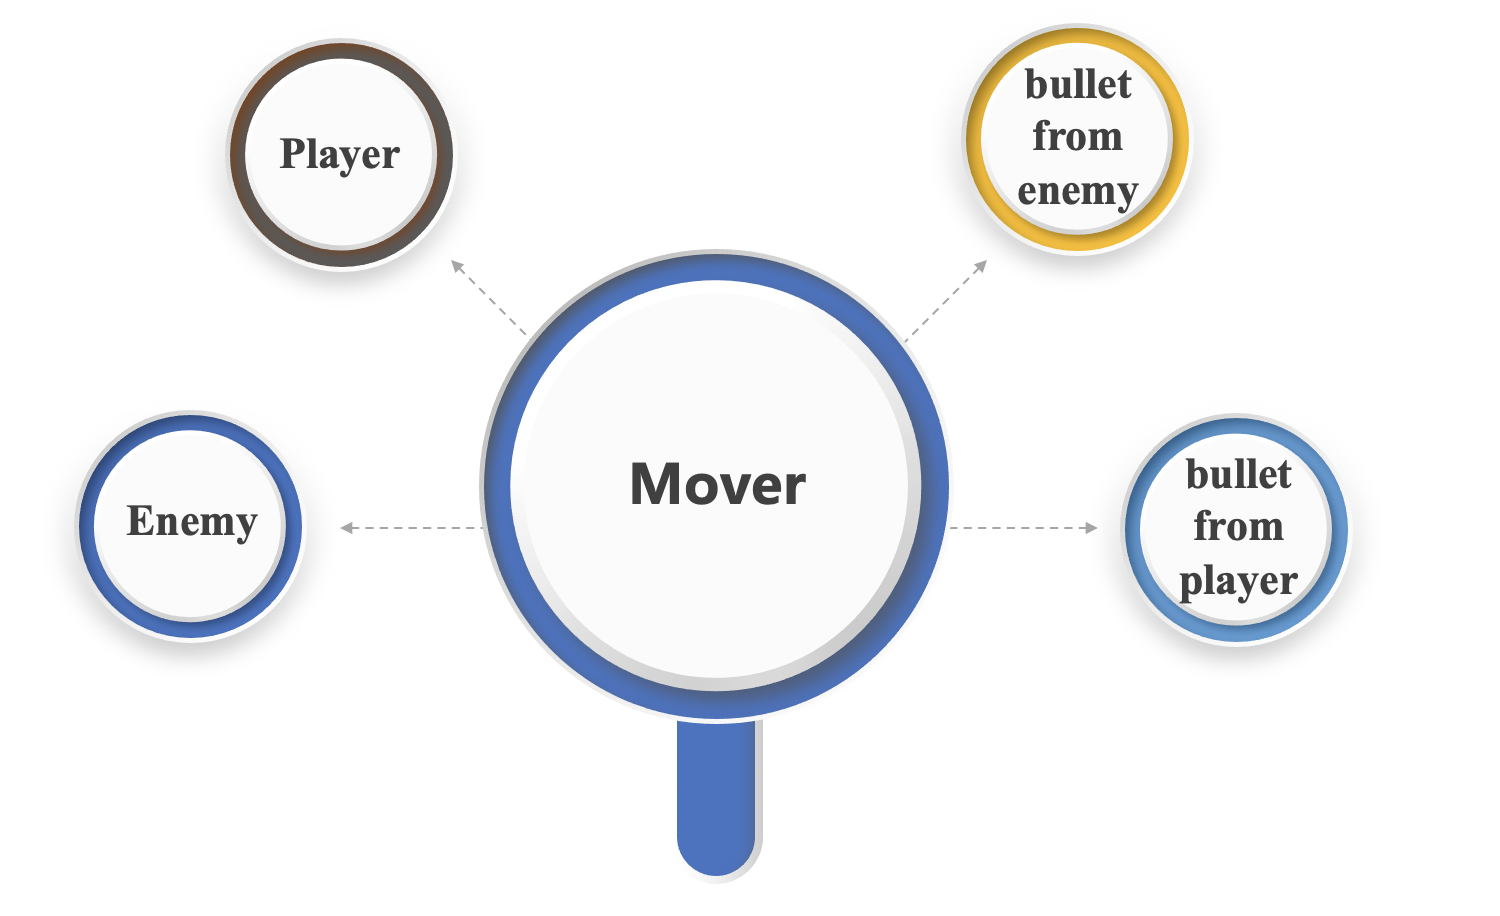 Player
bullet
from
enemy
Mover
Enemy
bullet
from
player